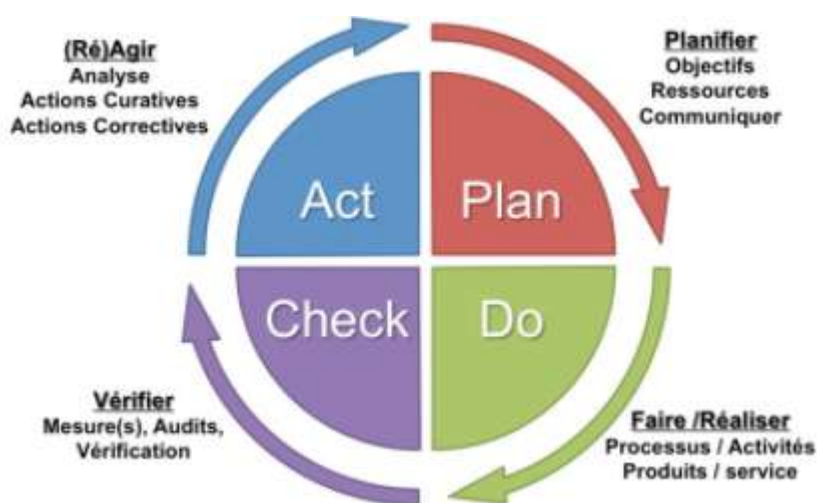 (Ré)Agir
Analyse
Actions Curatives
Actions Correctives
Planifier
Objectifs
Ressources
Communiquer
Act
Plan
Check
Do
Vérifier
Mesure(s), Audits,
Vérification
Faire /Réaliser
Processus / Activités
Produits / service